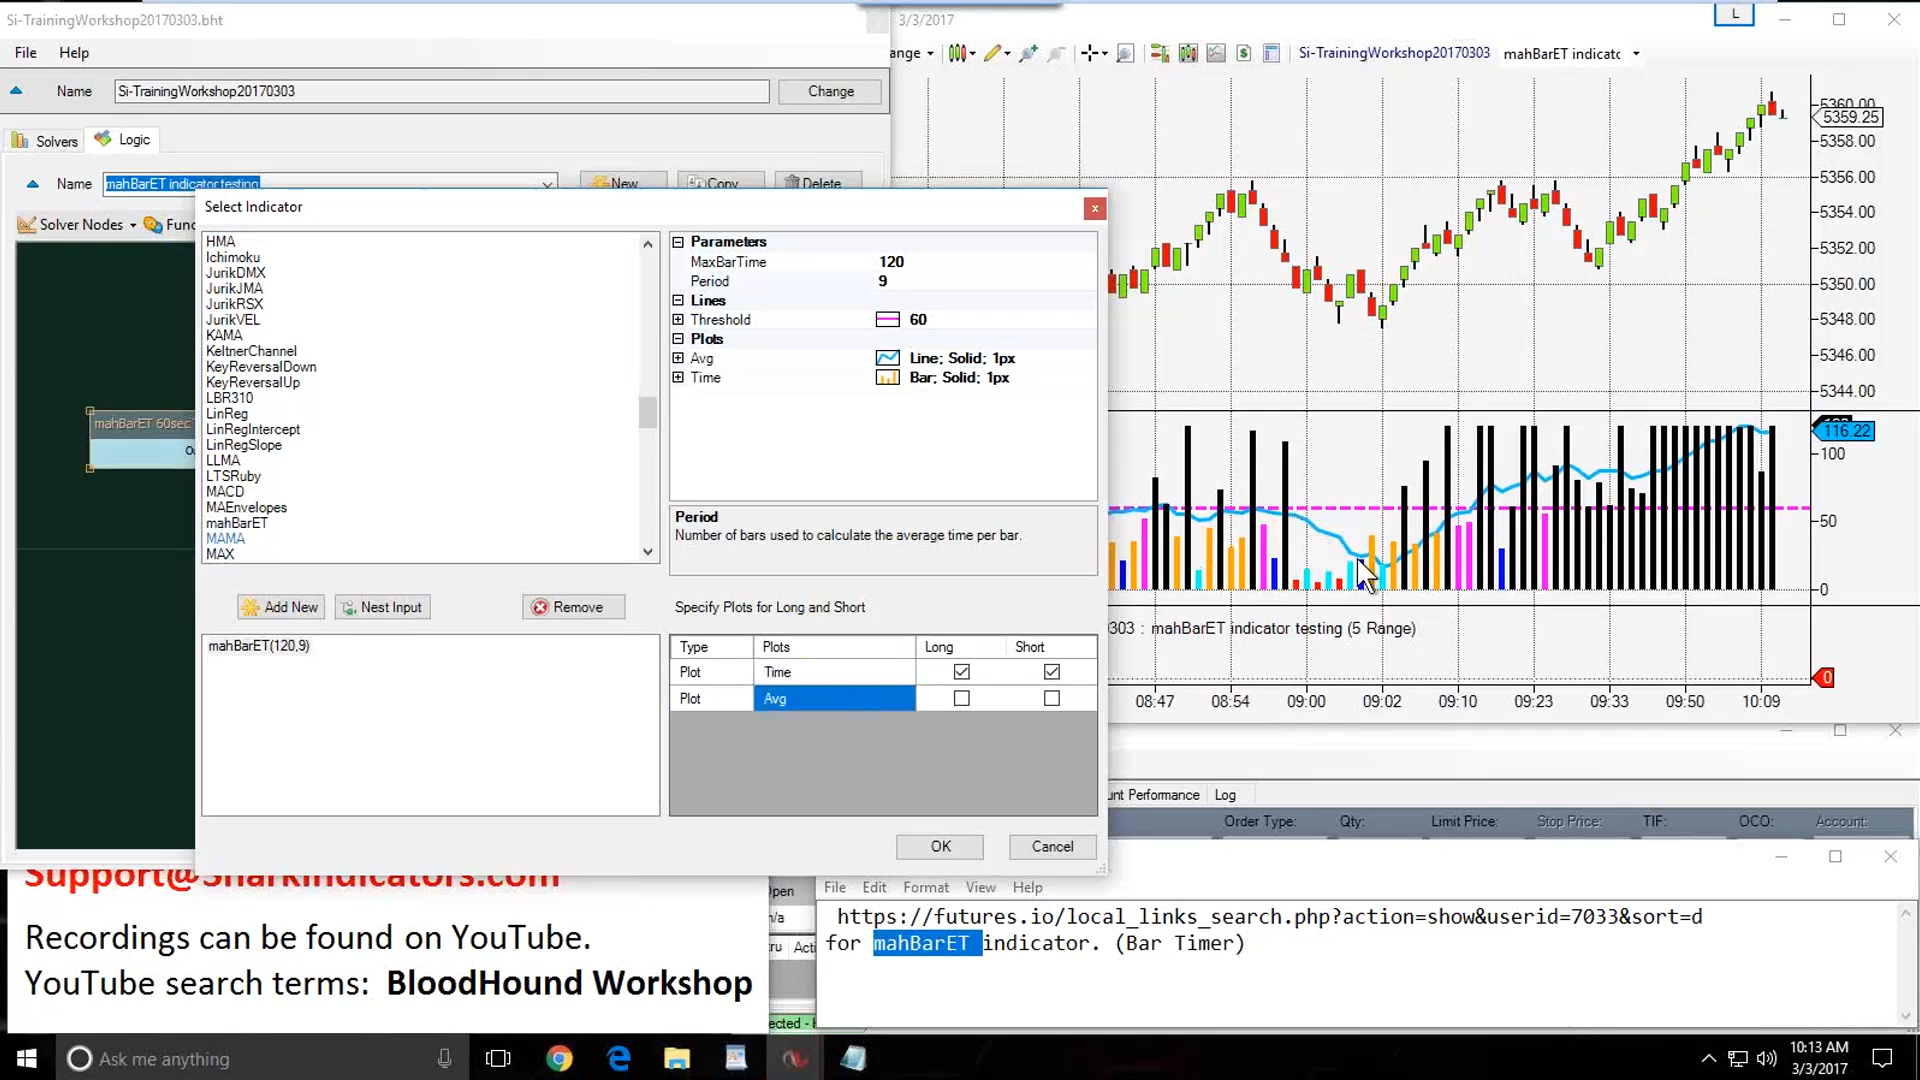 Si-TrainingWorkshop20170303.bht
3/3/2017
L
File Help
ange
Si-TrainingWorkshop20170303 mahBarET indicatc
Name Si-TrainingWorkshop20170303 Change
Solvers Logic
Name mahBarET indicator testing New Copy Delete
Solver Nodes Func
Select Indicator
x
HMA
Ichimoku
JurikDMX
JurikJMA
JurikRSX
JurikVEL
KAMA
KeltnerChannel
KeyReversalDown
KeyReversalUp
LBR310
LinReg
LinRegIntercept
LinRegSlope
LLMA
LTSRuby
MACD
MAEnvelopes
mahBarET
MAMA
MAX
Parameters
MaxBarTime 120
Period 9
Lines
Threshold 60
Plots
Avg Line; Solid; 1px
Time Bar; Solid; 1px
Period
Number of bars used to calculate the average time per bar.
Add New Nest Input Remove
Specify Plots for Long and Short
mahBarET(120,9)
Type Plots Long Short
Plot Time
Plot Avg
OK Cancel
mahBarET 60sec
5360.00
5359.25
5358.00
5356.00
5354.00
5352.00
5350.00
5348.00
5346.00
5344.00
116.22
100
50
0
303 : mahBarET indicator testing (5 Range)
0
08:47 08:54 09:00 09:02 09:10 09:23 09:33 09:50 10:09
unt Performance Log
Order Type: Qty: Limit Price: Stop Price: TIF: OCO: Account:
Support@SharkIndicators.com
Recordings can be found on YouTube.
YouTube search terms: BloodHound Workshop
Open
n/a
ru Acti
ected - 
File Edit Format View Help
https://futures.io/local_links_search.php?action=show&userid=7033&sort=d
for mahBarET indicator. (Bar Timer)
Ask me anything
10:13 AM
3/3/2017